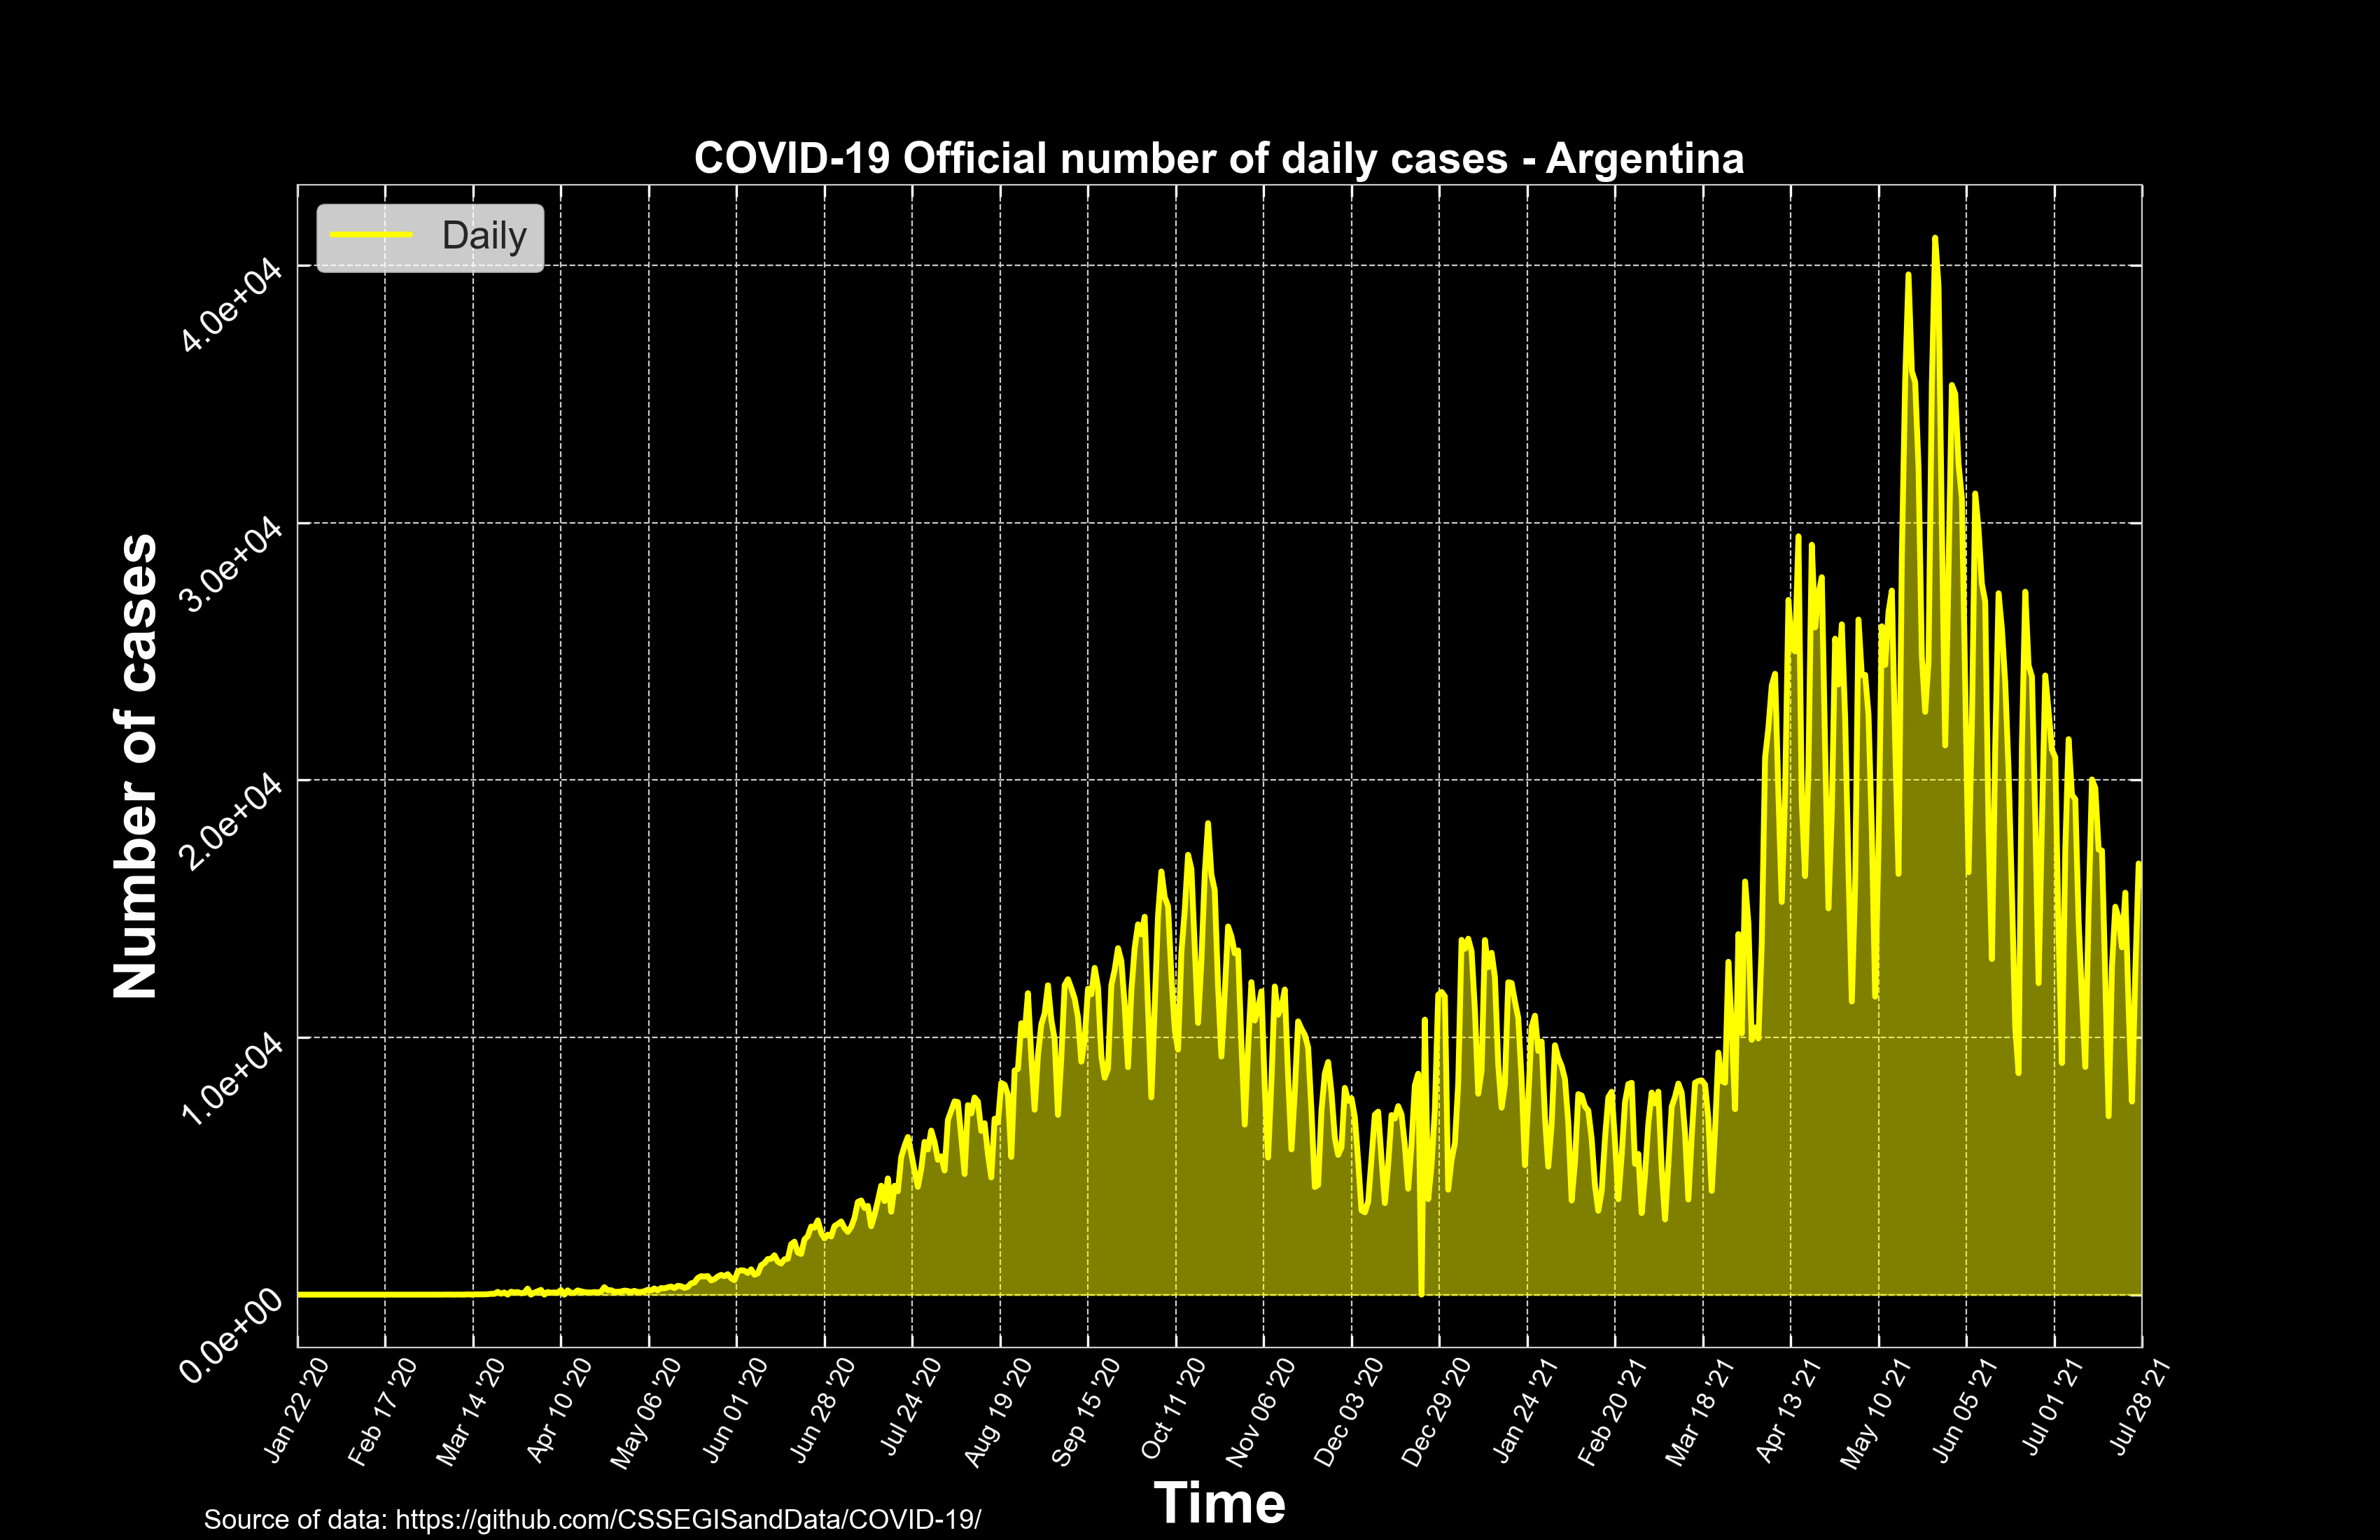 COVID-19 Official number of daily cases - Argentina
Daily
Number of cases
4.0e+04
3.0e+04
2.0e+04
1.0e+04
0.0e+00
Jan 22 '20
Feb 17 '20
Mar 14 '20
Apr 10 '20
May 06 '20
Jun 01 '20
Jun 28 '20
Jul 24 '20
Aug 19 '20
Sep 15 '20
Oct 11 '20
Nov 06 '20
Dec 03 '20
Dec 29 '20
Jan 24 '21
Feb 20 '21
Mar 18 '21
Apr 13 '21
May 10 '21
Jun 05 '21
Jul 01 '21
Jul 28 '21
Time
Source of data: https://github.com/CSSEGISandData/COVID-19/